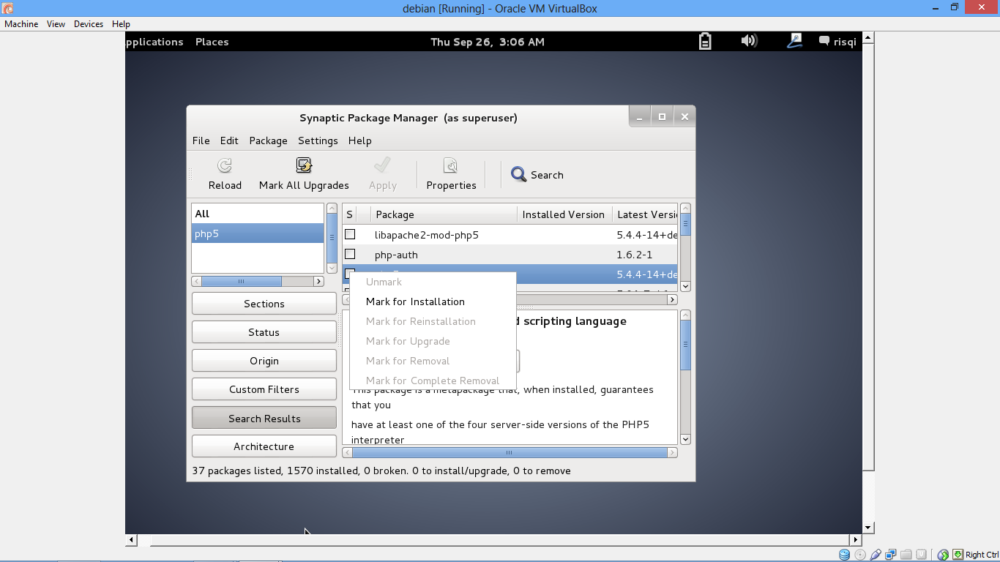 debian [Running] - Oracle VM VirtualBox
Machine View Devices Help
pplications Places Thu Sep 26, 3:06 AM risqi
Synaptic Package Manager (as superuser)
File Edit Package Settings Help
Reload Mark All Upgrades Apply Properties Search
All
php5
S Package Installed Version Latest Versi
libapache2-mod-php5 5.4.4-14+de
php-auth 1.6.2-1
5.4.4-14+de
Unmark
Mark for Installation
Mark for Reinstallation
Mark for Upgrade
Mark for Removal
Mark for Complete Removal
Sections
Status
Origin
Custom Filters
Search Results
Architecture
d scripting language
This package is a metapackage that, when installed, guarantees
that you
have at least one of the four server-side versions of the PHP5
interpreter
37 packages listed, 1570 installed, 0 broken. 0 to install/upgrade, 0 to remove
Right Ctrl